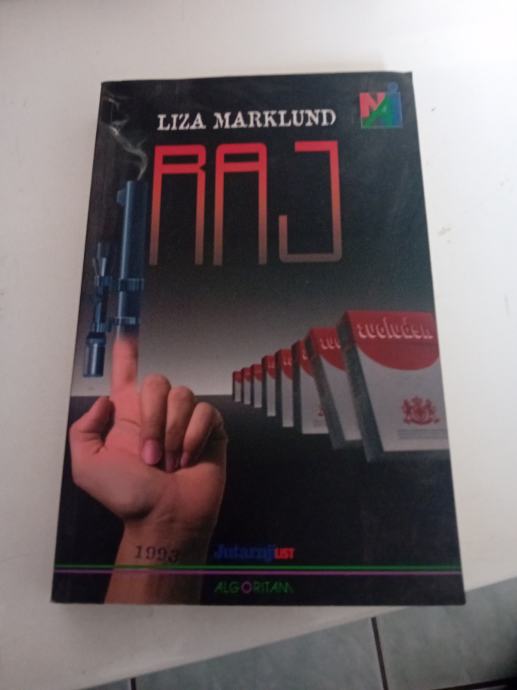 LIZA MARKLUND
RAJ
1993
Jutarnji LIST
ALGORITAM